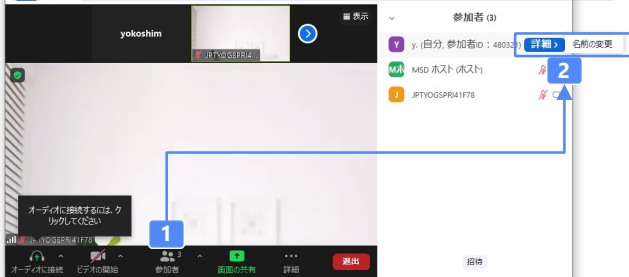 表示
yokoshim
JPTYOGSPRI4...
参加者 (3)
Y
y. (自分, 参加者ID：480321)
詳細
名前の変更
M木
MSD ホスト (ホスト)
2
J
JPTYOGSPRI41F78
オーディオに接続するには、ク
リックしてください
1
JPTYOGSPRI41F78
オーディオに接続
ビデオの開始
3
参加者
画面の共有
詳細
退出
招待